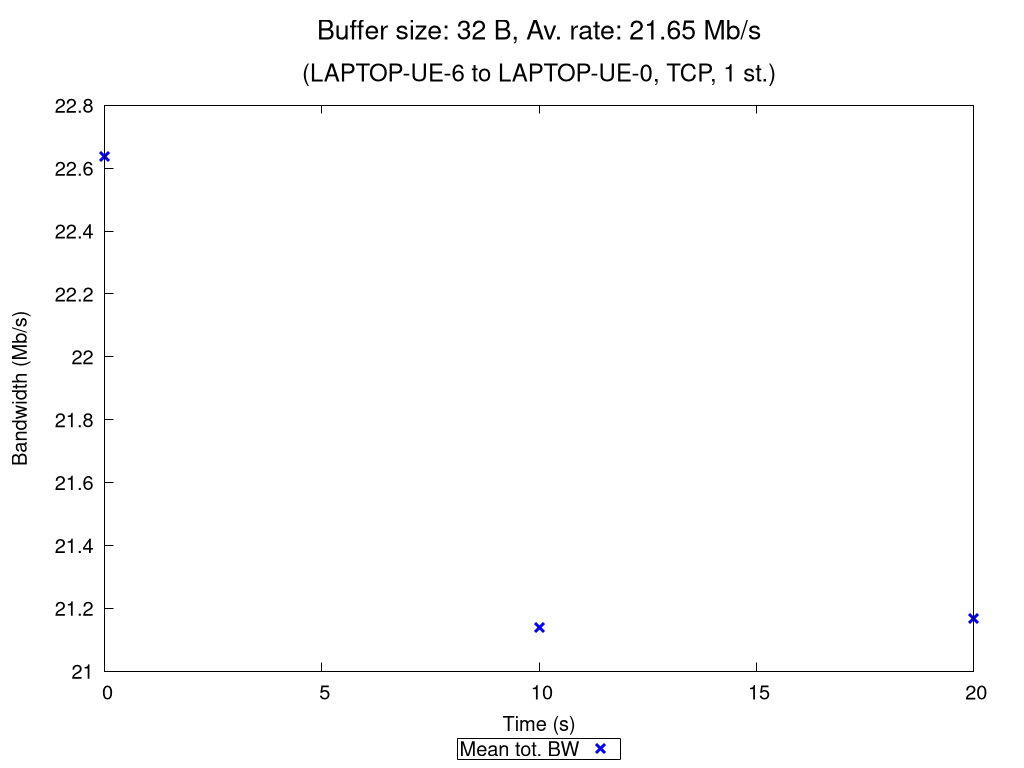 Buffer size: 32 B, Av. rate: 21.65 Mb/s
(LAPTOP-UE-6 to LAPTOP-UE-0, TCP, 1 st.)
22.8
22.6
22.4
22.2
22
21.8
21.6
21.4
21.2
21
Bandwidth (Mb/s)
0 5 10 15 20
Time (s)
Mean tot. BW